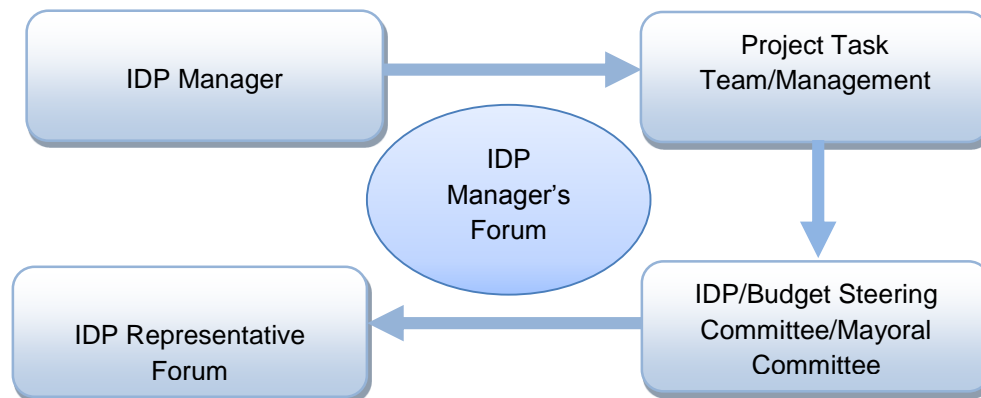 IDP Manager
Project Task
Team/Management
IDP
Manager’s
Forum
IDP/Budget Steering
Committee/Mayoral
Committee
IDP Representative
Forum